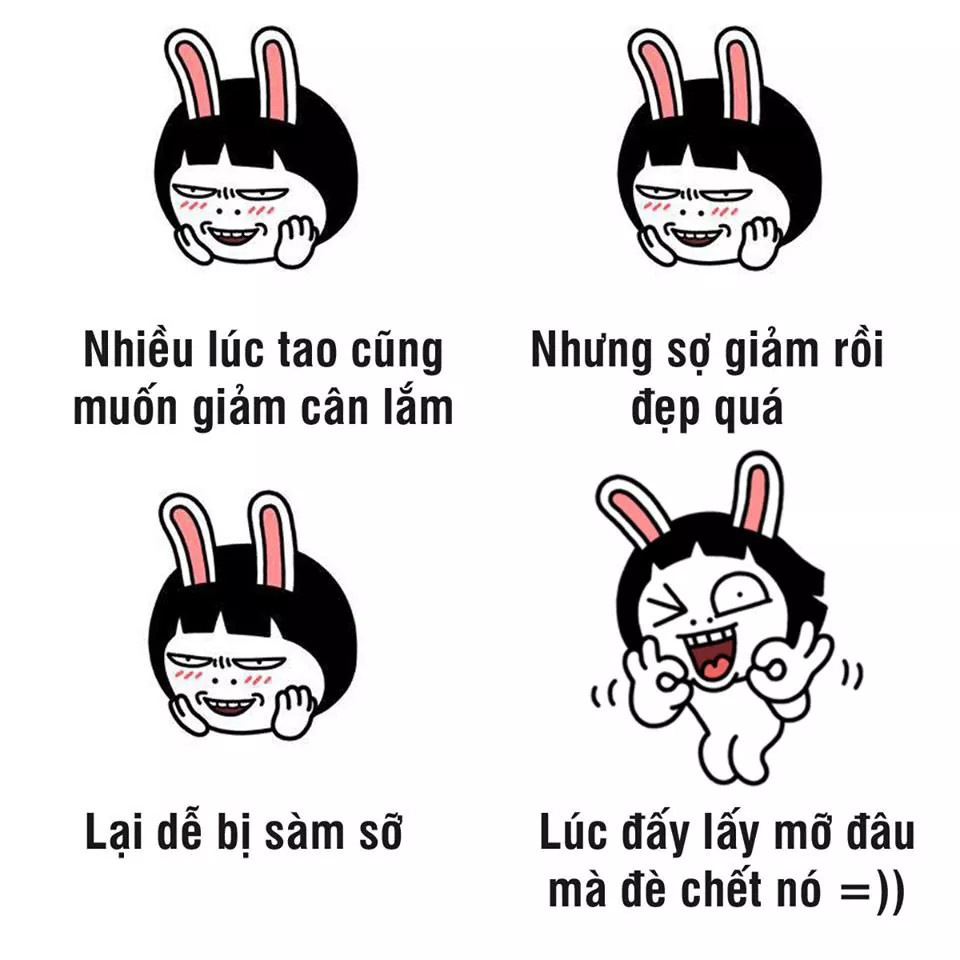 Nhiều lúc tao cũng
muốn giảm cân lắm
Nhưng sợ giảm rồi
đẹp quá
Lại dễ bị sàm sỡ
Lúc đấy lấy mỡ đâu
mà đè chết nó =))